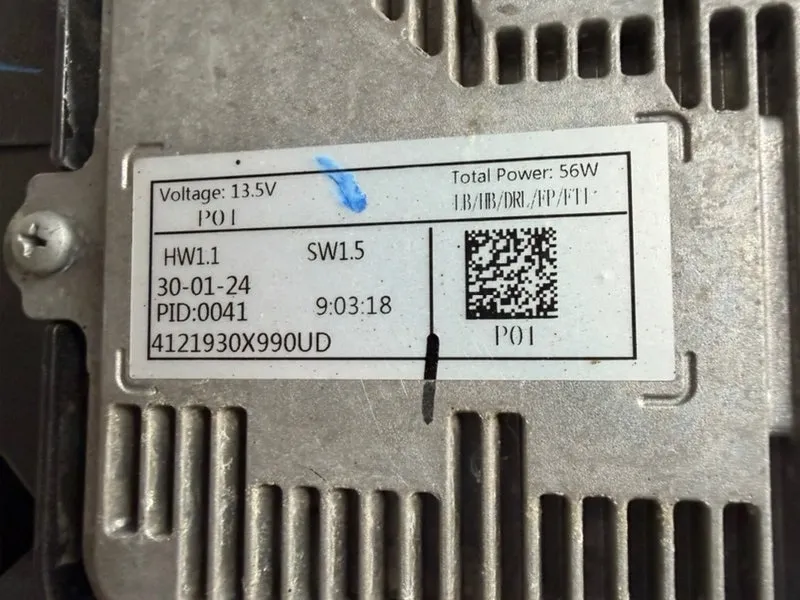 Voltage: 13.5V
Total Power: 56W
P01
LB/HB/DRL/FP/FTI
HW1.1
SW1.5
30-01-24
PID:0041
9:03:18
4121930X990UD
P01